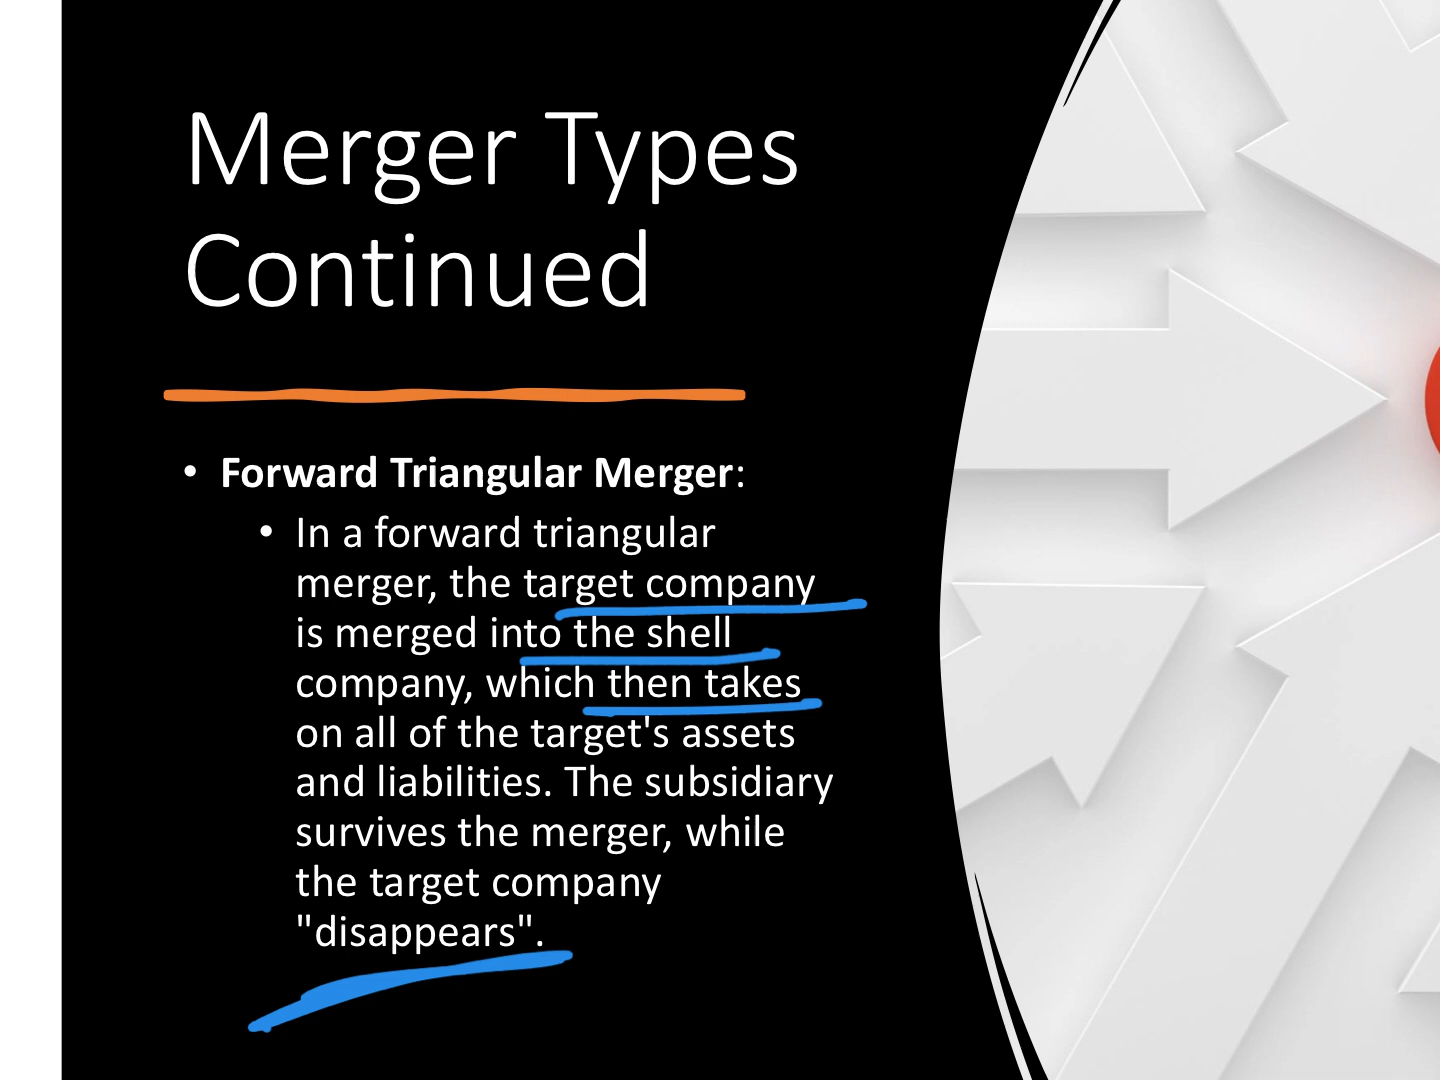 Merger Types
Continued
• Forward Triangular Merger:
• In a forward triangular
merger, the target company
is merged into the shell
company, which then takes
on all of the target's assets
and liabilities. The subsidiary
survives the merger, while
the target company
"disappears".